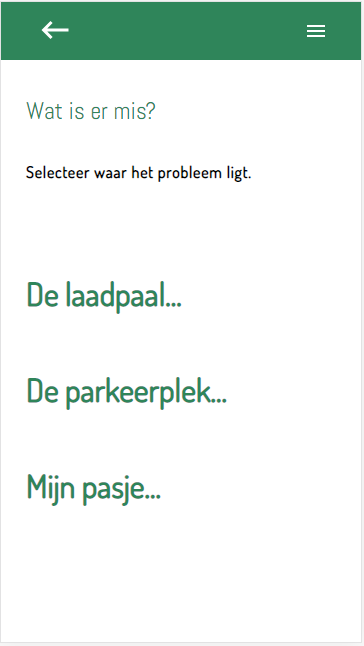 Wat is er mis?
Selecteer waar het probleem ligt.
De laadpaal...
De parkeerplek...
Mijn pasje...